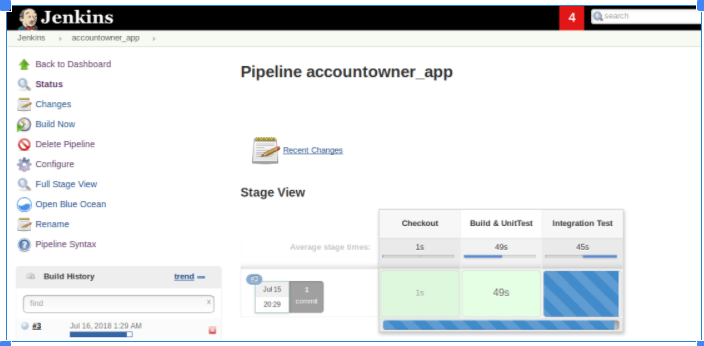 Jenkins
4
search
Jenkins › accountowner_app ›
Back to Dashboard
Status
Changes
Build Now
Delete Pipeline
Configure
Full Stage View
Open Blue Ocean
Rename
Pipeline Syntax
Build History trend
find x
#3 Jul 16, 2018 1:29 AM
Pipeline accountowner_app
Recent Changes
Stage View
Checkout Build & UnitTest Integration Test
Average stage times: 1s 49s 45s
#3
Jul 15 1
20:29 commit
1s 49s